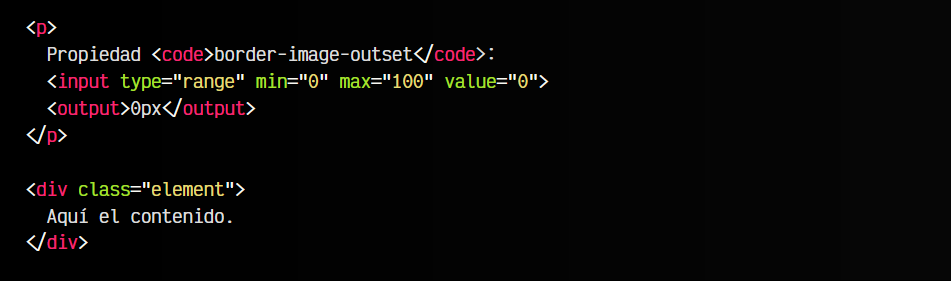 <p>
Propiedad <code>border-image-outset</code>:
<input type="range" min="0" max="100" value="0">
<output>0px</output>
</p>
<div class="element">
Aquí el contenido.
</div>